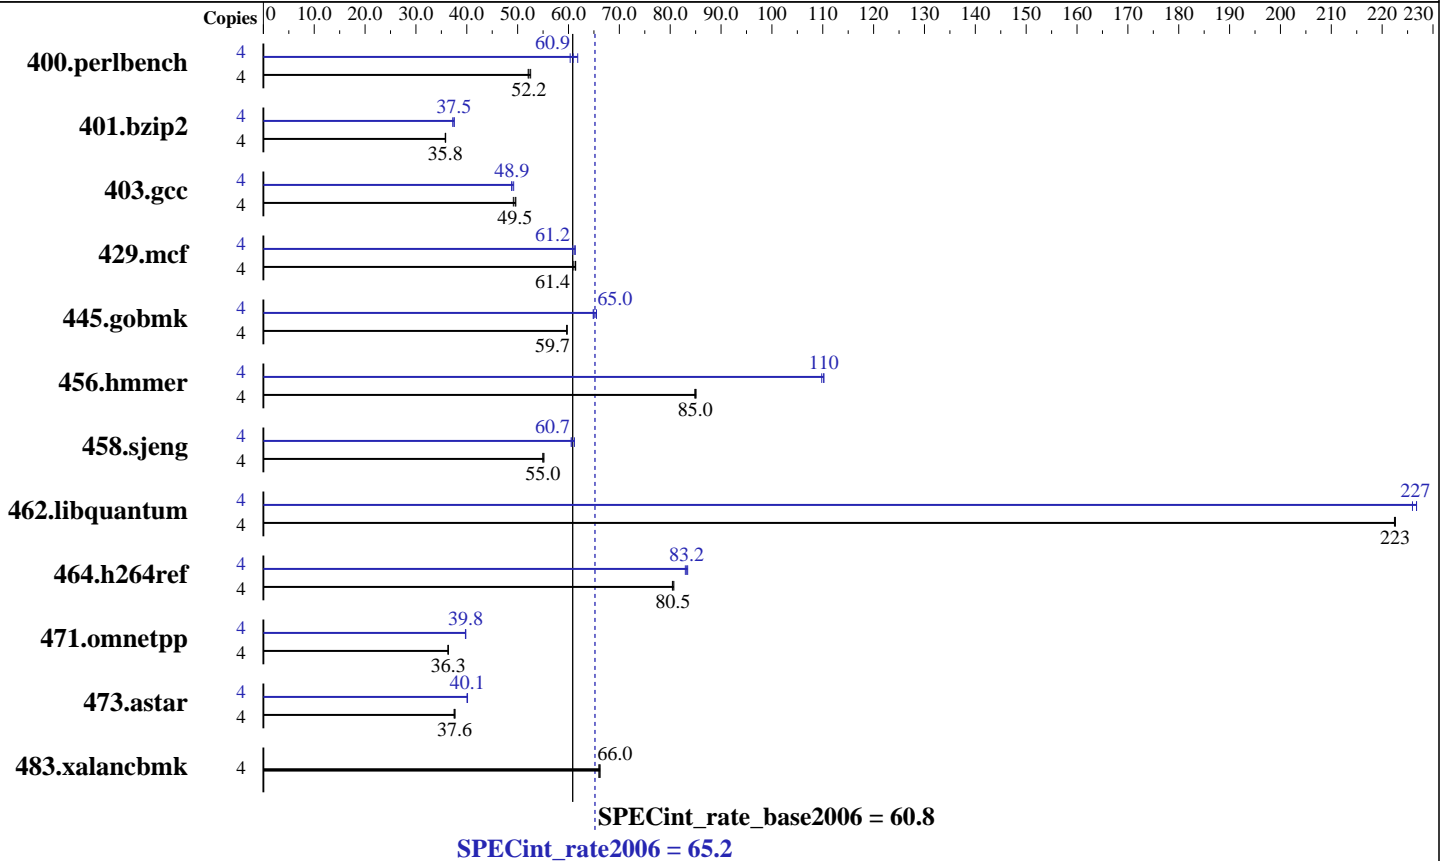 Copies 0 10.0 20.0 30.0 40.0 50.0 60.0 70.0 80.0 90.0 100 110 120 130 140 150 160 170 180 190 200 210 220 230
400.perlbench 4 60.9
4 52.2
401.bzip2 4 37.5
4 35.8
403.gcc 4 48.9
4 49.5
429.mcf 4 61.2
4 61.4
445.gobmk 4 65.0
4 59.7
456.hmmer 4 110
4 85.0
458.sjeng 4 60.7
4 55.0
462.libquantum 4 227
4 223
464.h264ref 4 83.2
4 80.5
471.omnetpp 4 39.8
4 36.3
473.astar 4 40.1
4 37.6
483.xalancbmk 4 66.0
SPECint_rate_base2006 = 60.8
SPECint_rate2006 = 65.2